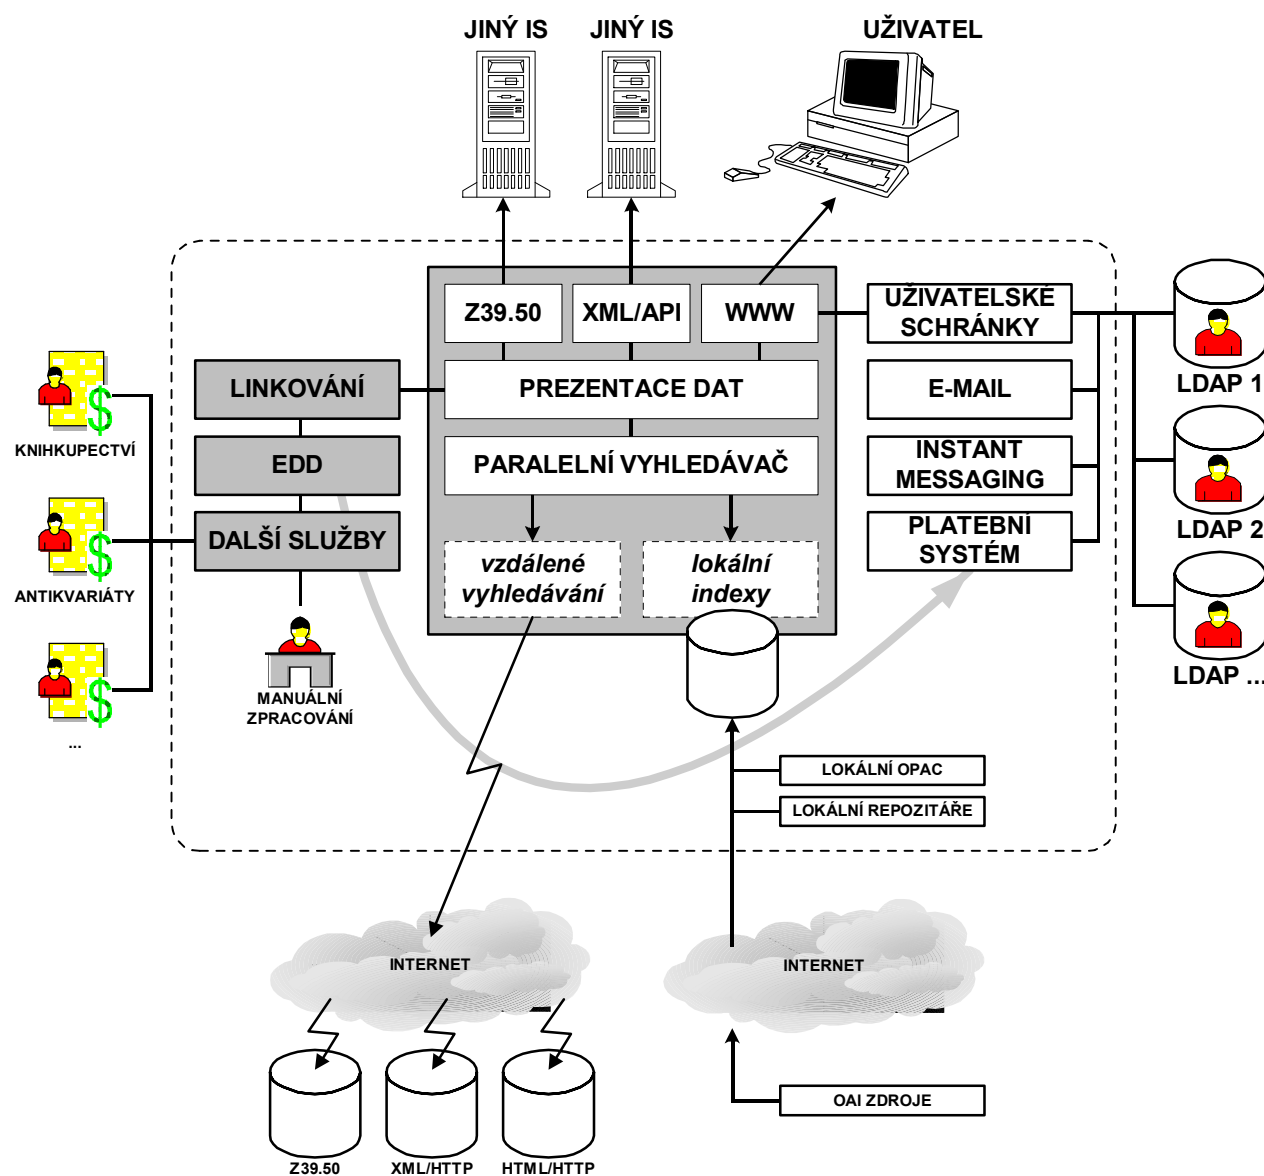 JINÝ IS
JINÝ IS
UŽIVATEL
Z39.50
XML/API
WWW
UŽIVATELSKÉ
SCHRÁNKY
LINKOVÁNÍ
PREZENTACE DAT
E-MAIL
LDAP 1
KNIHKUPECTVÍ
EDD
PARALELNÍ VYHLEDÁVAČ
INSTANT
MESSAGING
DALŠÍ SLUŽBY
PLATEBNÍ
SYSTÉM
LDAP 2
vzdálené
vyhledávání
lokální
indexy
ANTIKVARIÁTY
LDAP ...
MANUÁLNÍ
ZPRACOVÁNÍ
...
LOKÁLNÍ OPAC
LOKÁLNÍ REPOZITÁŘE
INTERNET
INTERNET
OAI ZDROJE
Z39.50
XML/HTTP
HTML/HTTP